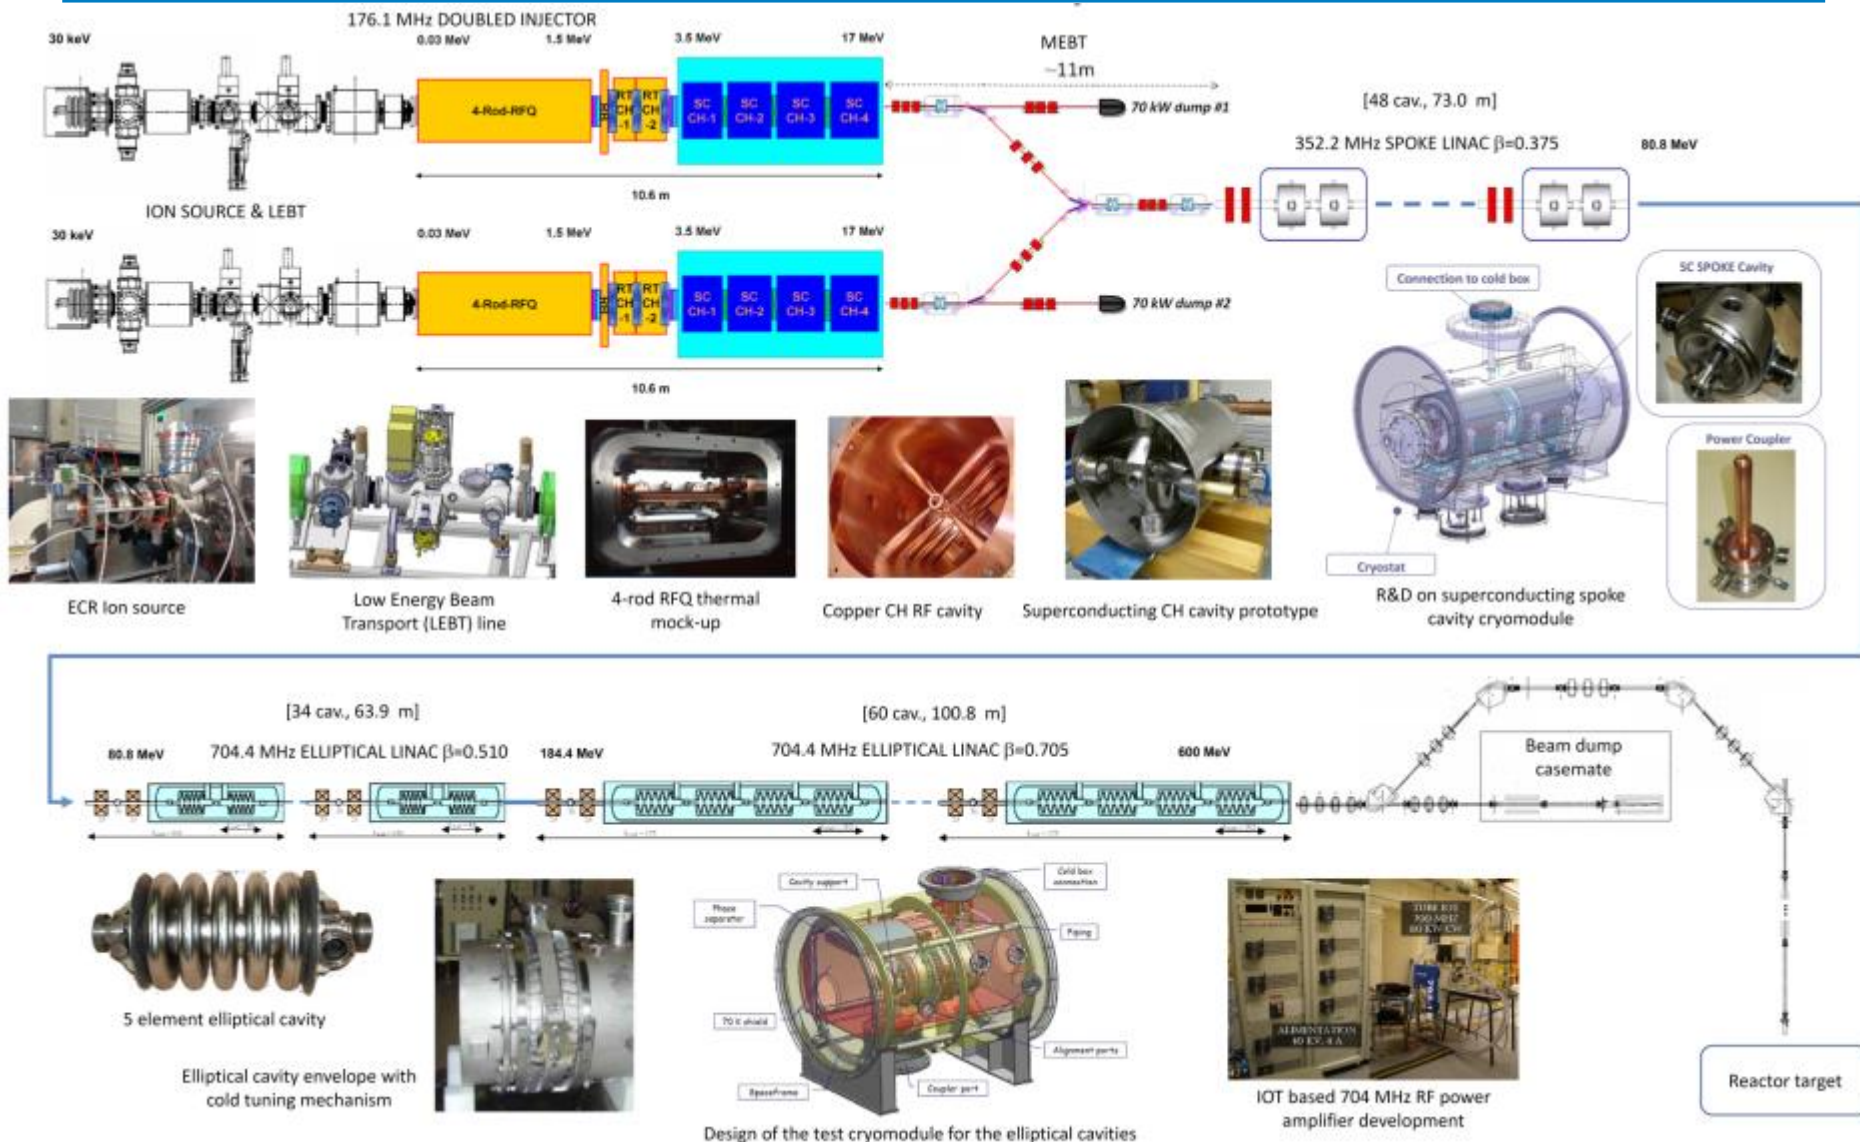 176.1 MHz DOUBLED INJECTOR
30 keV
0.03 MeV
1.5 MeV
3.5 MeV
17 MeV
MEBT
~11m
4-Rod-RFQ
RT
CH
-1
RT
CH
-2
SC
CH-1
SC
CH-2
SC
CH-3
SC
CH-4
70 kW dump #1
[48 cav., 73.0 m]
352.2 MHz SPOKE LINAC β=0.375
80.8 MeV
10.6 m
ION SOURCE & LEBT
30 keV
0.03 MeV
1.5 MeV
3.5 MeV
17 MeV
4-Rod-RFQ
RT
CH
-1
RT
CH
-2
SC
CH-1
SC
CH-2
SC
CH-3
SC
CH-4
70 kW dump #2
10.6 m
Connection to cold box
SC SPOKE Cavity
Power Coupler
Cryostat
ECR Ion source
Low Energy Beam
Transport (LEBT) line
4-rod RFQ thermal
mock-up
Copper CH RF cavity
Superconducting CH cavity prototype
R&D on superconducting spoke
cavity cryomodule
[34 cav., 63.9 m]
[60 cav., 100.8 m]
80.8 MeV
704.4 MHz ELLIPTICAL LINAC β=0.510
184.4 MeV
704.4 MHz ELLIPTICAL LINAC β=0.705
600 MeV
Beam dump
casemate
5 element elliptical cavity
Elliptical cavity envelope with
cold tuning mechanism
Cavity support
Cold box
connection
Phase
separator
Piping
70 K shield
Alignment ports
Spaceframe
Coupler port
Design of the test cryomodule for the elliptical cavities
TUBE IOT
700 MHZ
80 KW CW
ALIMENTATION
40 KV, 4 A
IOT based 704 MHz RF power
amplifier development
Reactor target